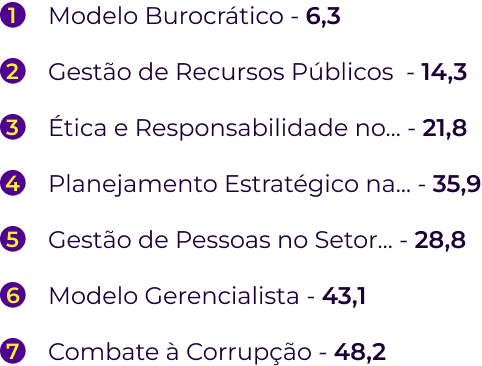 1 Modelo Burocrático - 6,3
2 Gestão de Recursos Públicos - 14,3
3 Ética e Responsabilidade no... - 21,8
4 Planejamento Estratégico na... - 35,9
5 Gestão de Pessoas no Setor... - 28,8
6 Modelo Gerencialista - 43,1
7 Combate à Corrupção - 48,2